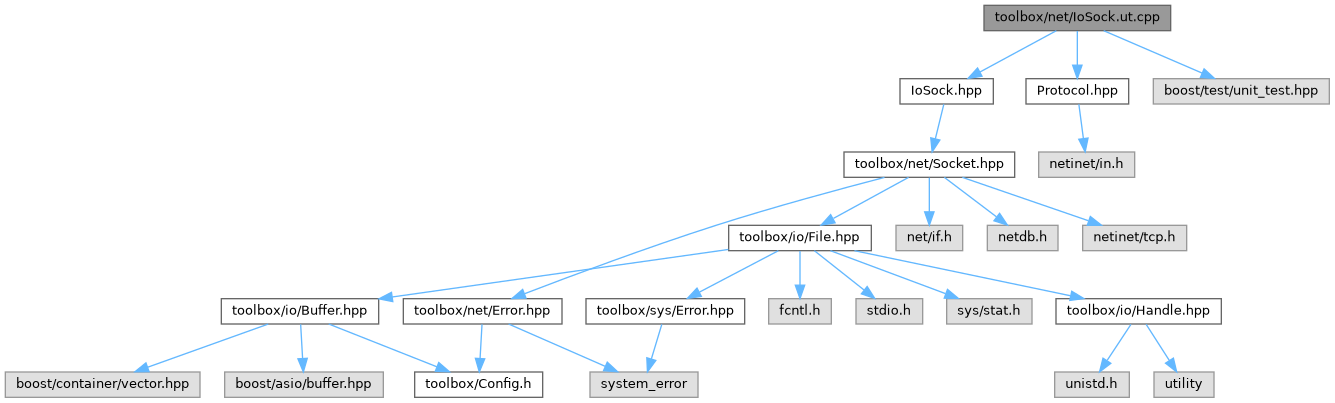 toolbox/net/IoSock.ut.cpp
IoSock.hpp
Protocol.hpp
boost/test/unit_test.hpp
toolbox/net/Socket.hpp
netinet/in.h
toolbox/io/File.hpp
net/if.h
netdb.h
netinet/tcp.h
toolbox/io/Buffer.hpp
toolbox/net/Error.hpp
toolbox/sys/Error.hpp
fcntl.h
stdio.h
sys/stat.h
toolbox/io/Handle.hpp
boost/container/vector.hpp
boost/asio/buffer.hpp
toolbox/Config.h
system_error
unistd.h
utility